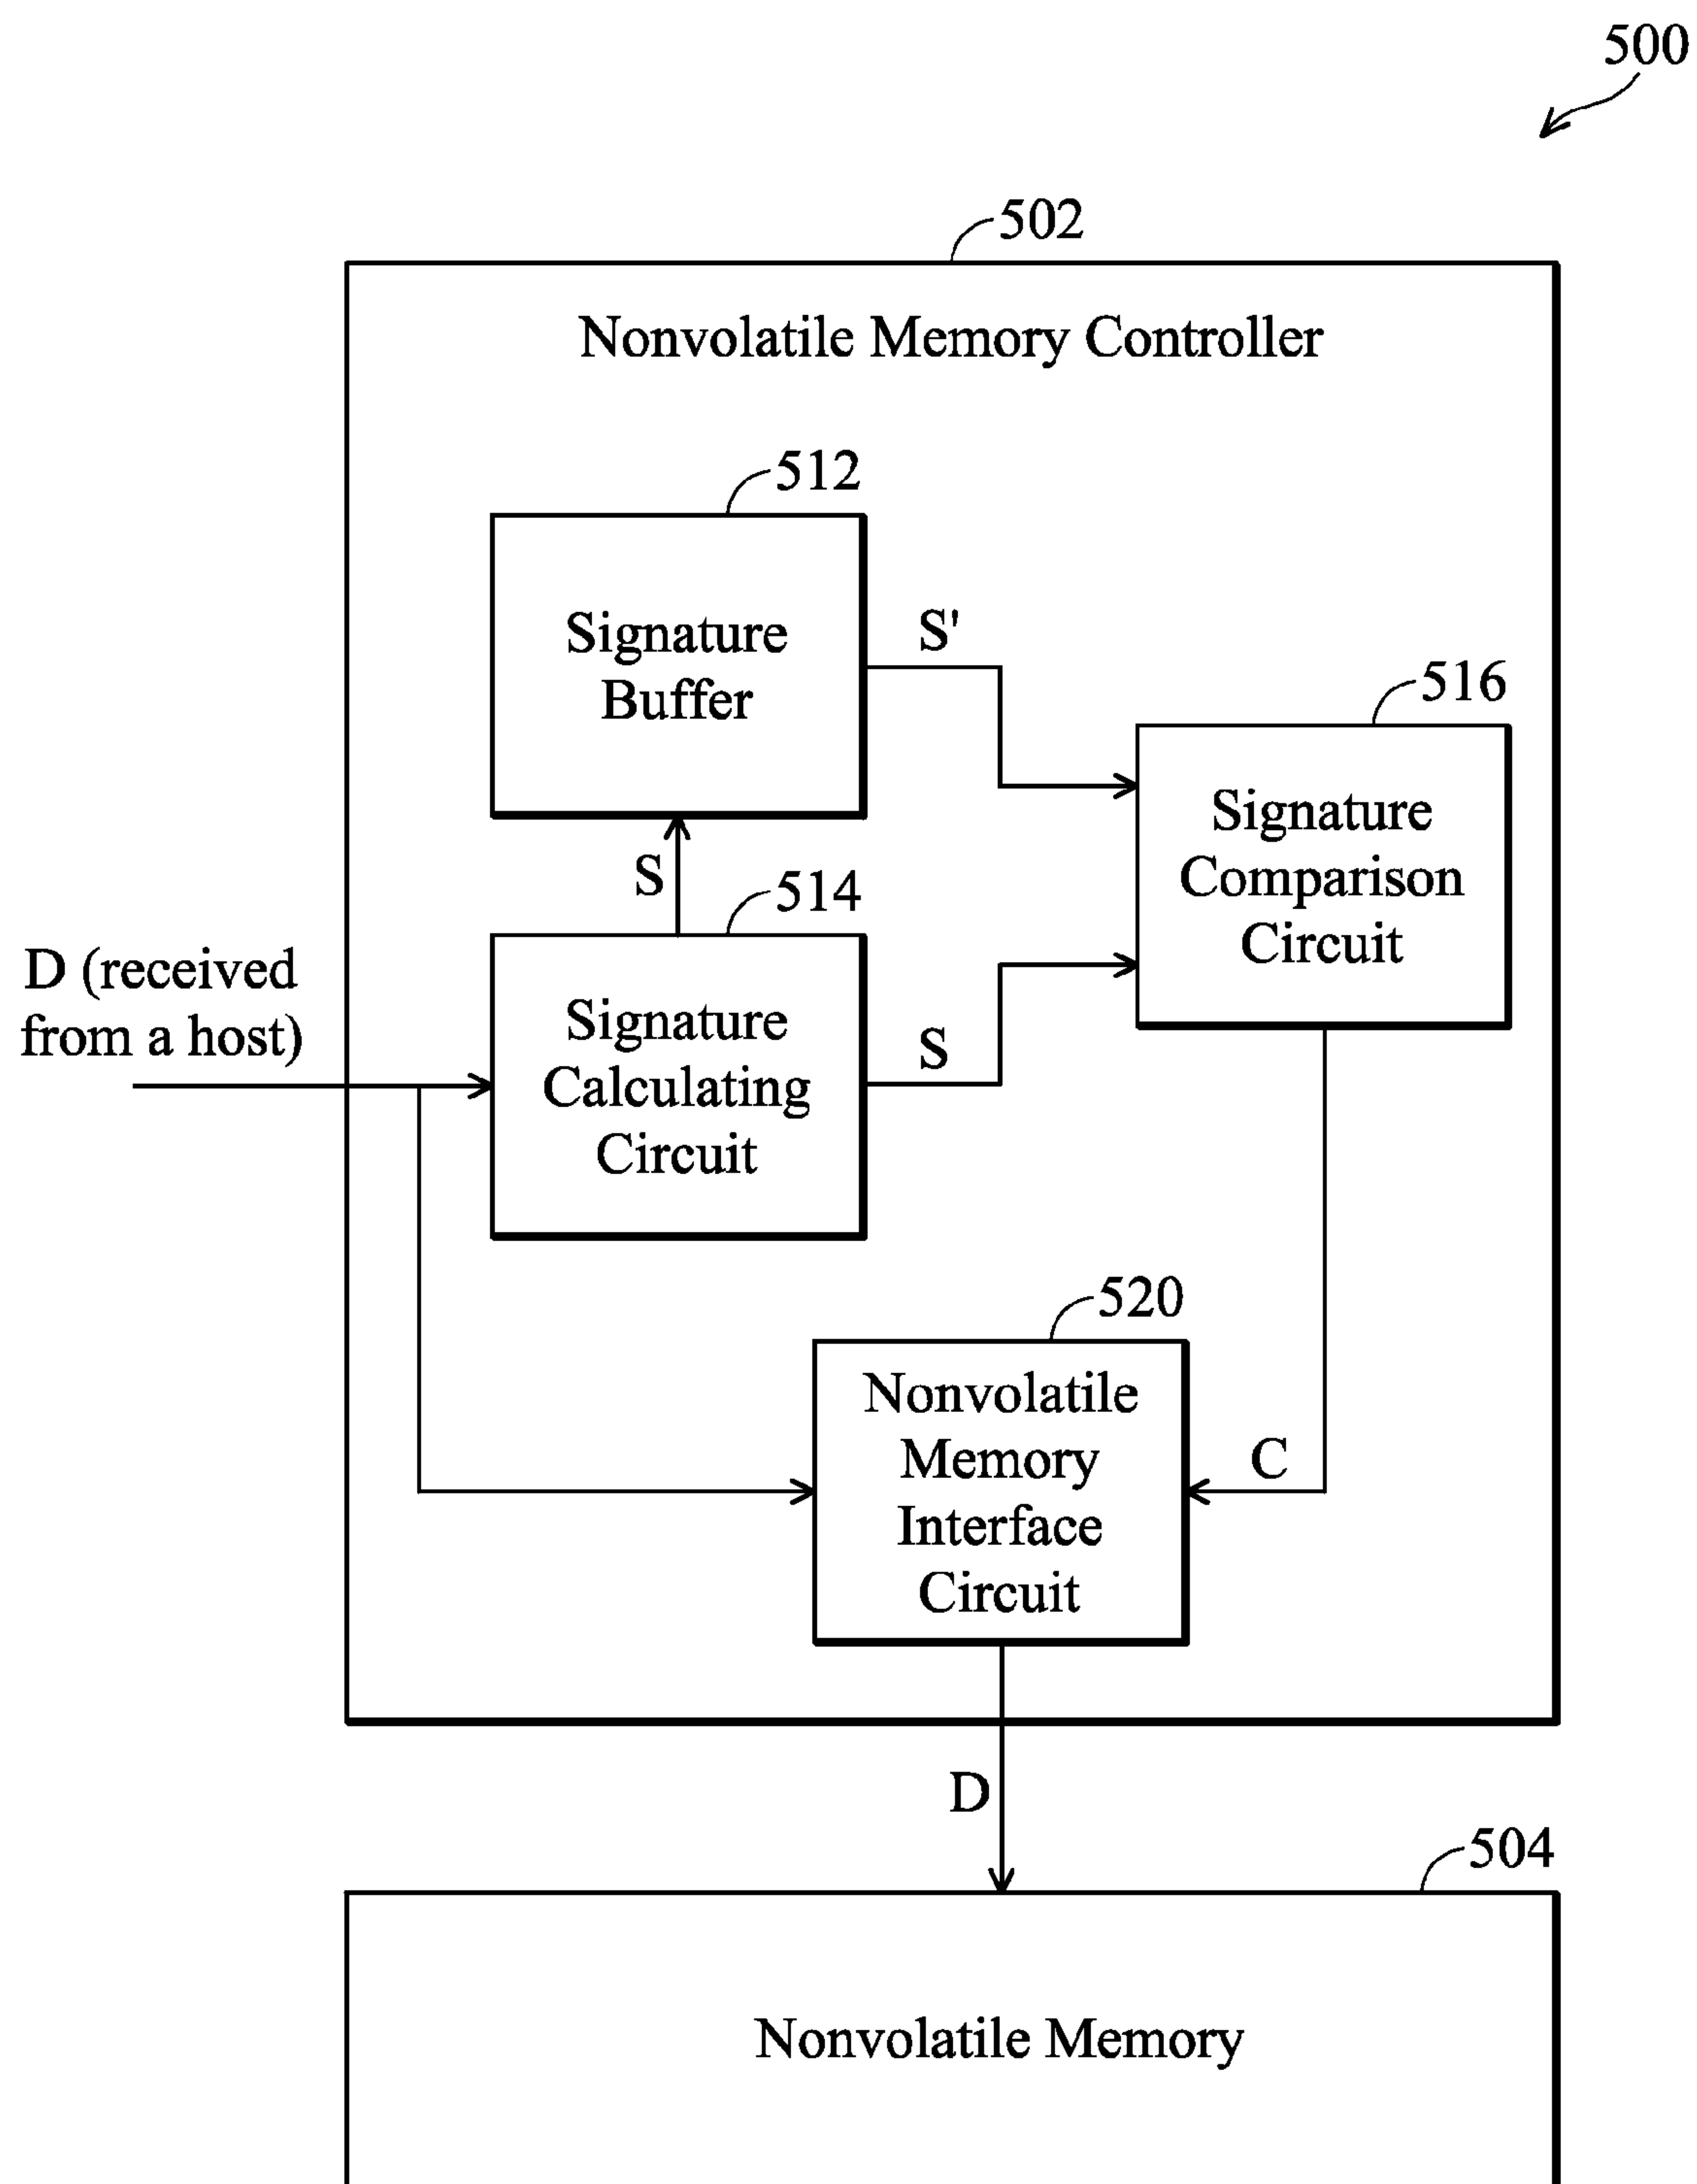 500
502
Nonvolatile Memory Controller
512
Signature
Buffer
S'
516
Signature
Comparison
Circuit
S
514
D (received
from a host)
Signature
Calculating
Circuit
S
520
Nonvolatile
Memory
Interface
Circuit
C
D
504
Nonvolatile Memory